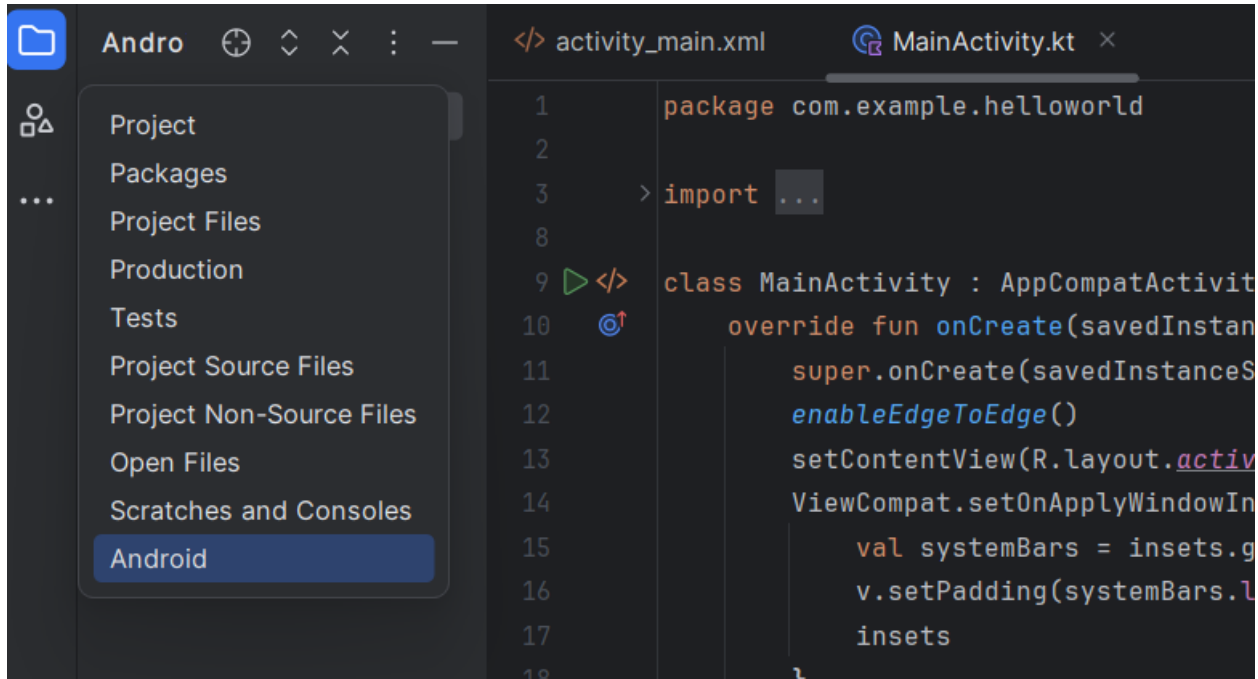 Andro
Project
Packages
Project Files
Production
Tests
Project Source Files
Project Non-Source Files
Open Files
Scratches and Consoles
Android
</> activity_main.xml
MainActivity.kt ×
1 package com.example.helloworld
2
3 > import ...
8
9 </> class MainActivity : AppCompatActivit
10 override fun onCreate(savedInstan
11 super.onCreate(savedInstanceS
12 enableEdgeToEdge()
13 setContentView(R.layout.activ
14 ViewCompat.setOnApplyWindowIn
15 val systemBars = insets.g
16 v.setPadding(systemBars.l
17 insets
18 }